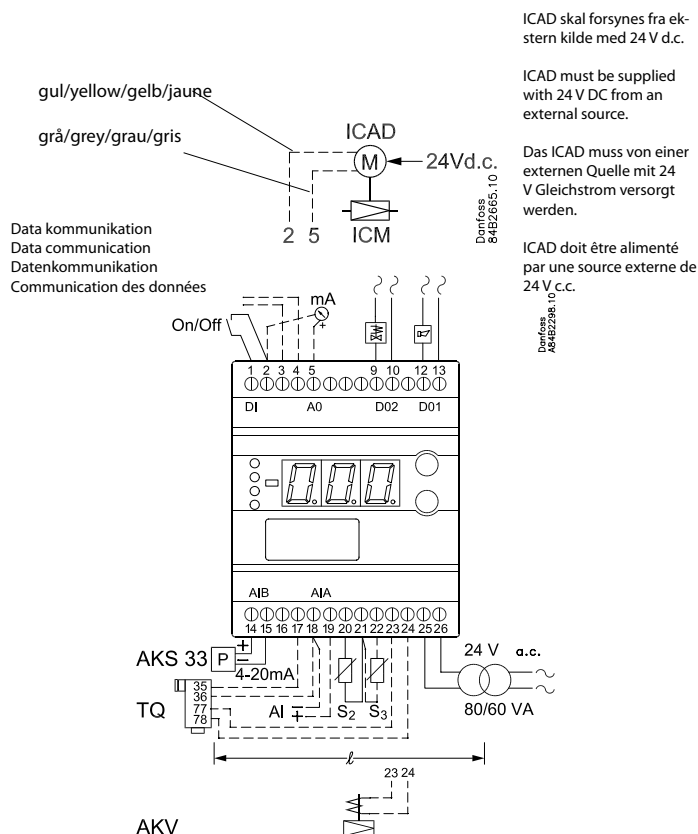 ICAD skal forsynes fra ek-
stern kilde med 24 V d.c.
ICAD must be supplied
with 24 V DC from an
external source.
Das ICAD muss von einer
externen Quelle mit 24
V Gleichstrom versorgt
werden.
ICAD doit être alimenté
par une source externe de
24 V c.c.
gul/yellow/gelb/jaune
grå/grey/grau/gris
ICAD
M
24Vd.c.
2 5
ICM
Danfoss
84B2665.10
Data kommunikation
Data communication
Datenkommunikation
Communication des données
mA
+
On/Off
Danfoss
A84B2298.10
1 2 3 4 5 9 10 12 13
DI A0 D02 D01
0.0.0
AIB AIA
14 15 16 17 18 19 20 21 22 23 24 25 26
AKS 33 P + −
4-20mA
24 V a.c.
80/60 VA
TQ
35
36
77
78
AI − +
S2 S3
ℓ
23 24
AKV